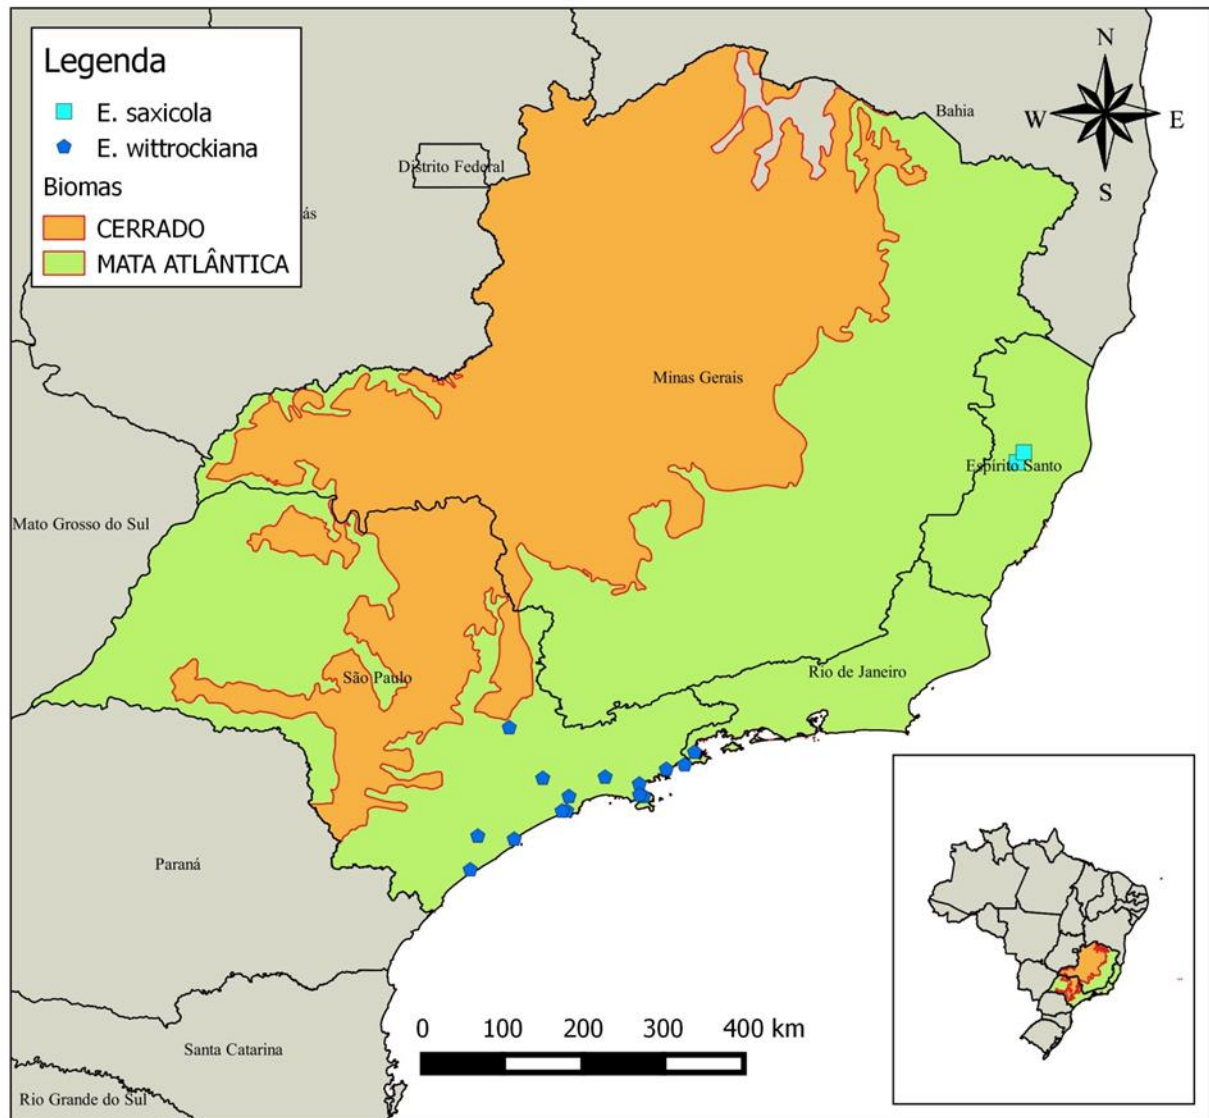 Legenda
E. saxicola
E. wittrockiana
Biomas
CERRADO
MATA ATLÂNTICA
N
W E
S
Bahia
Distrito Federal
ás
Minas Gerais
Espírito Santo
Mato Grosso do Sul
São Paulo
Rio de Janeiro
Paraná
Santa Catarina
Rio Grande do Sul
0 100 200 300 400 km